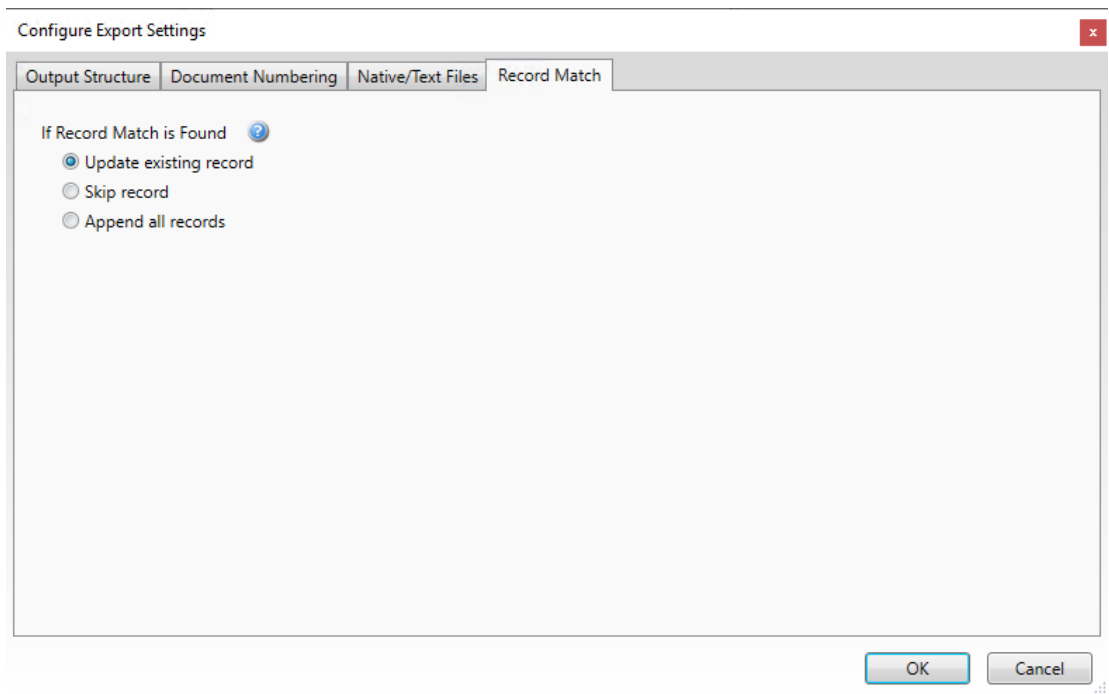 Configure Export Settings
x
Output Structure Document Numbering Native/Text Files Record Match
If Record Match is Found ?
Update existing record
Skip record
Append all records
OK Cancel